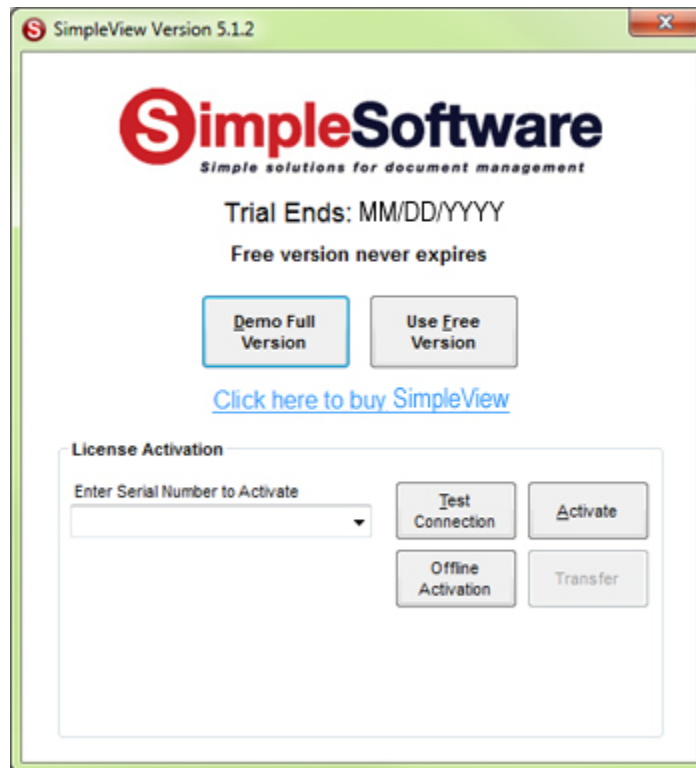 SimpleView Version 5.1.2
SimpleSoftware
Simple solutions for document management
Trial Ends: MM/DD/YYYY
Free version never expires
Demo Full
Version
Use Free
Version
Click here to buy SimpleView
License Activation
Enter Serial Number to Activate
Test
Connection
Activate
Offline
Activation
Transfer